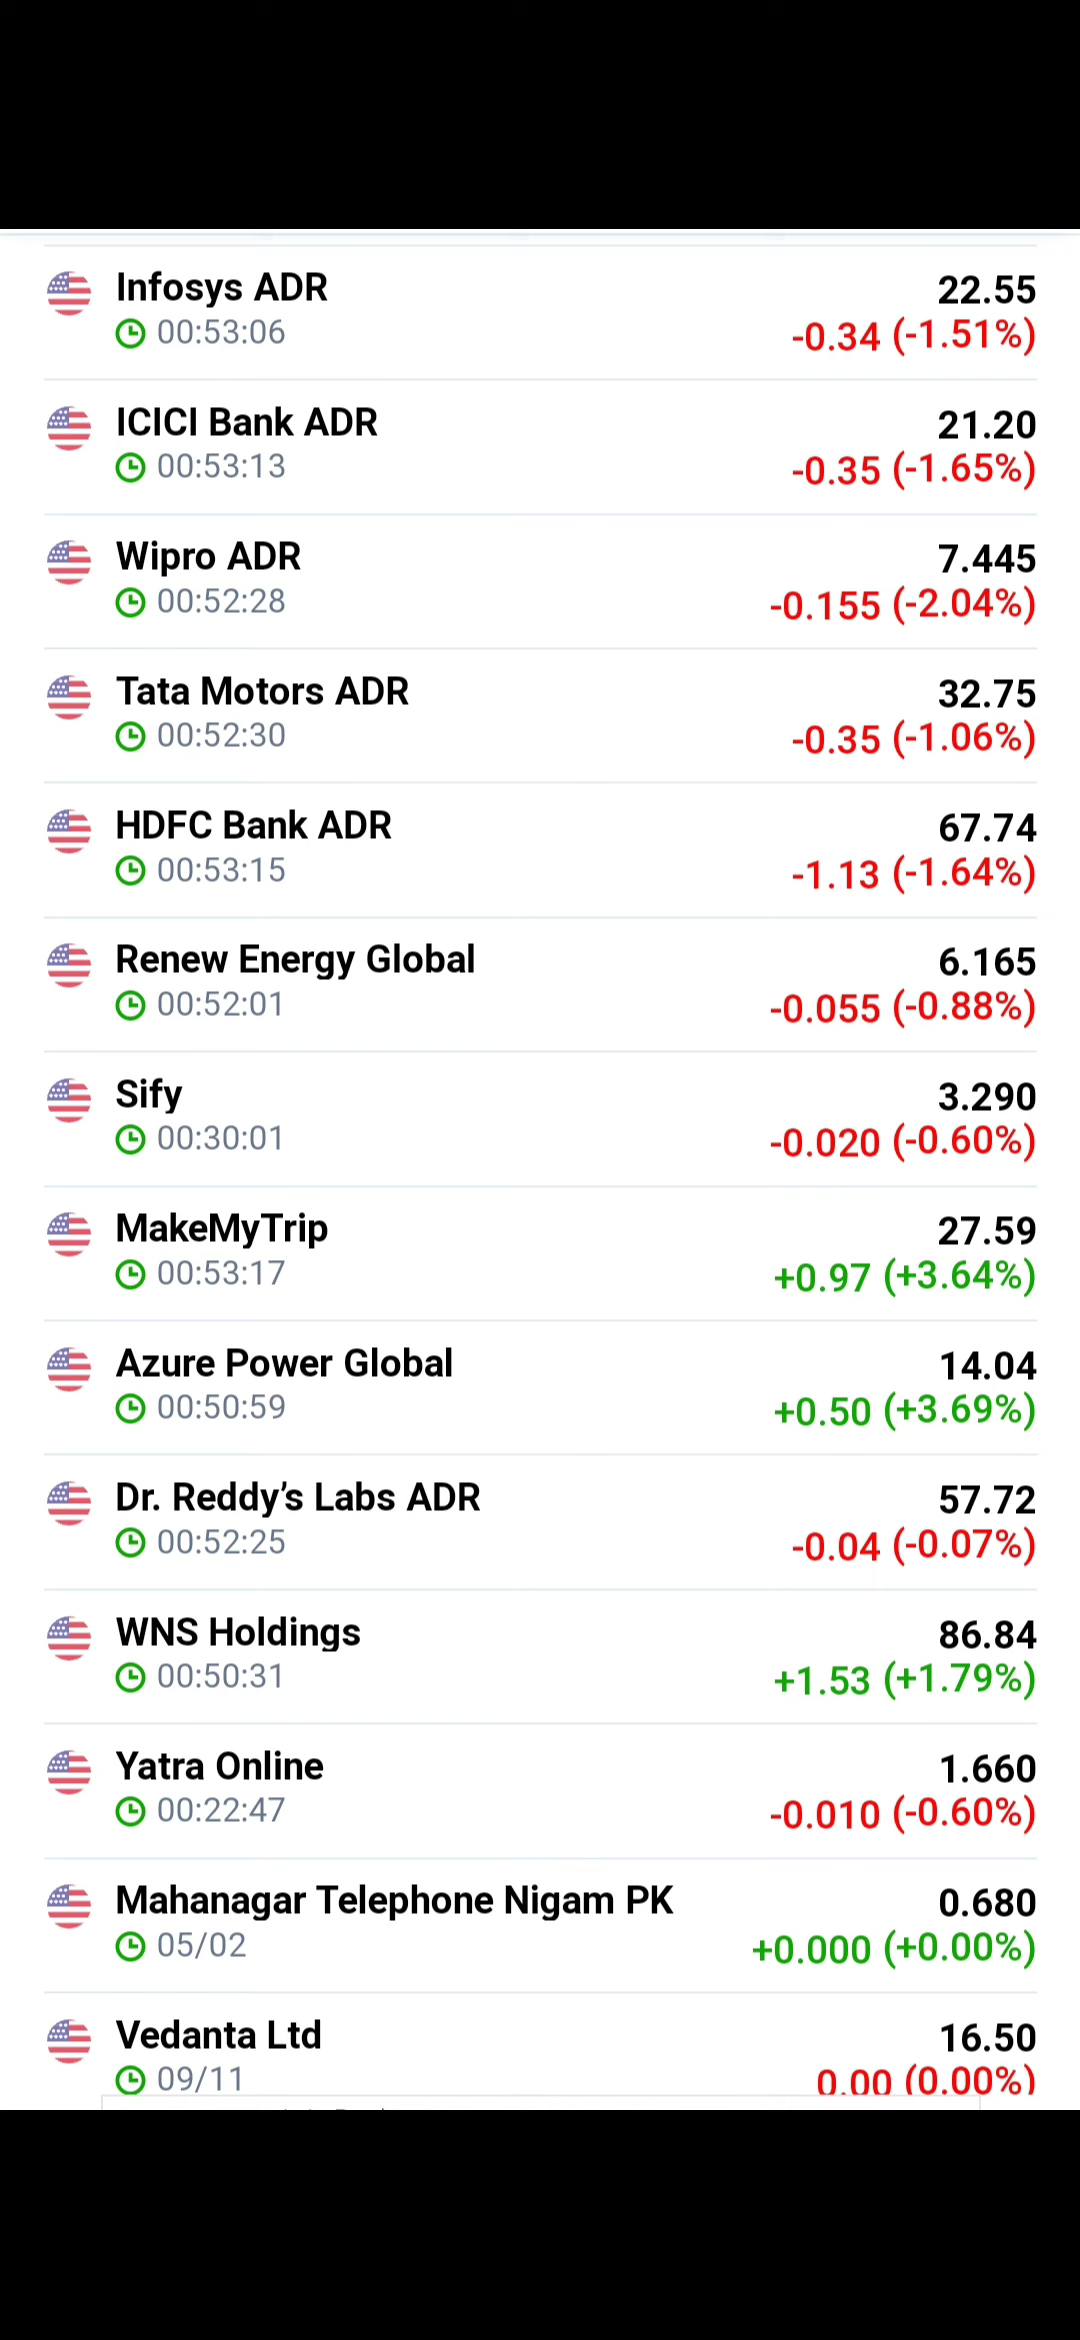 Infosys ADR 22.55
00:53:06 -0.34 (-1.51%)
ICICI Bank ADR 21.20
00:53:13 -0.35 (-1.65%)
Wipro ADR 7.445
00:52:28 -0.155 (-2.04%)
Tata Motors ADR 32.75
00:52:30 -0.35 (-1.06%)
HDFC Bank ADR 67.74
00:53:15 -1.13 (-1.64%)
Renew Energy Global 6.165
00:52:01 -0.055 (-0.88%)
Sify 3.290
00:30:01 -0.020 (-0.60%)
MakeMyTrip 27.59
00:53:17 +0.97 (+3.64%)
Azure Power Global 14.04
00:50:59 +0.50 (+3.69%)
Dr. Reddy’s Labs ADR 57.72
00:52:25 -0.04 (-0.07%)
WNS Holdings 86.84
00:50:31 +1.53 (+1.79%)
Yatra Online 1.660
00:22:47 -0.010 (-0.60%)
Mahanagar Telephone Nigam PK 0.680
05/02 +0.000 (+0.00%)
Vedanta Ltd 16.50
09/11 0.00 (0.00%)